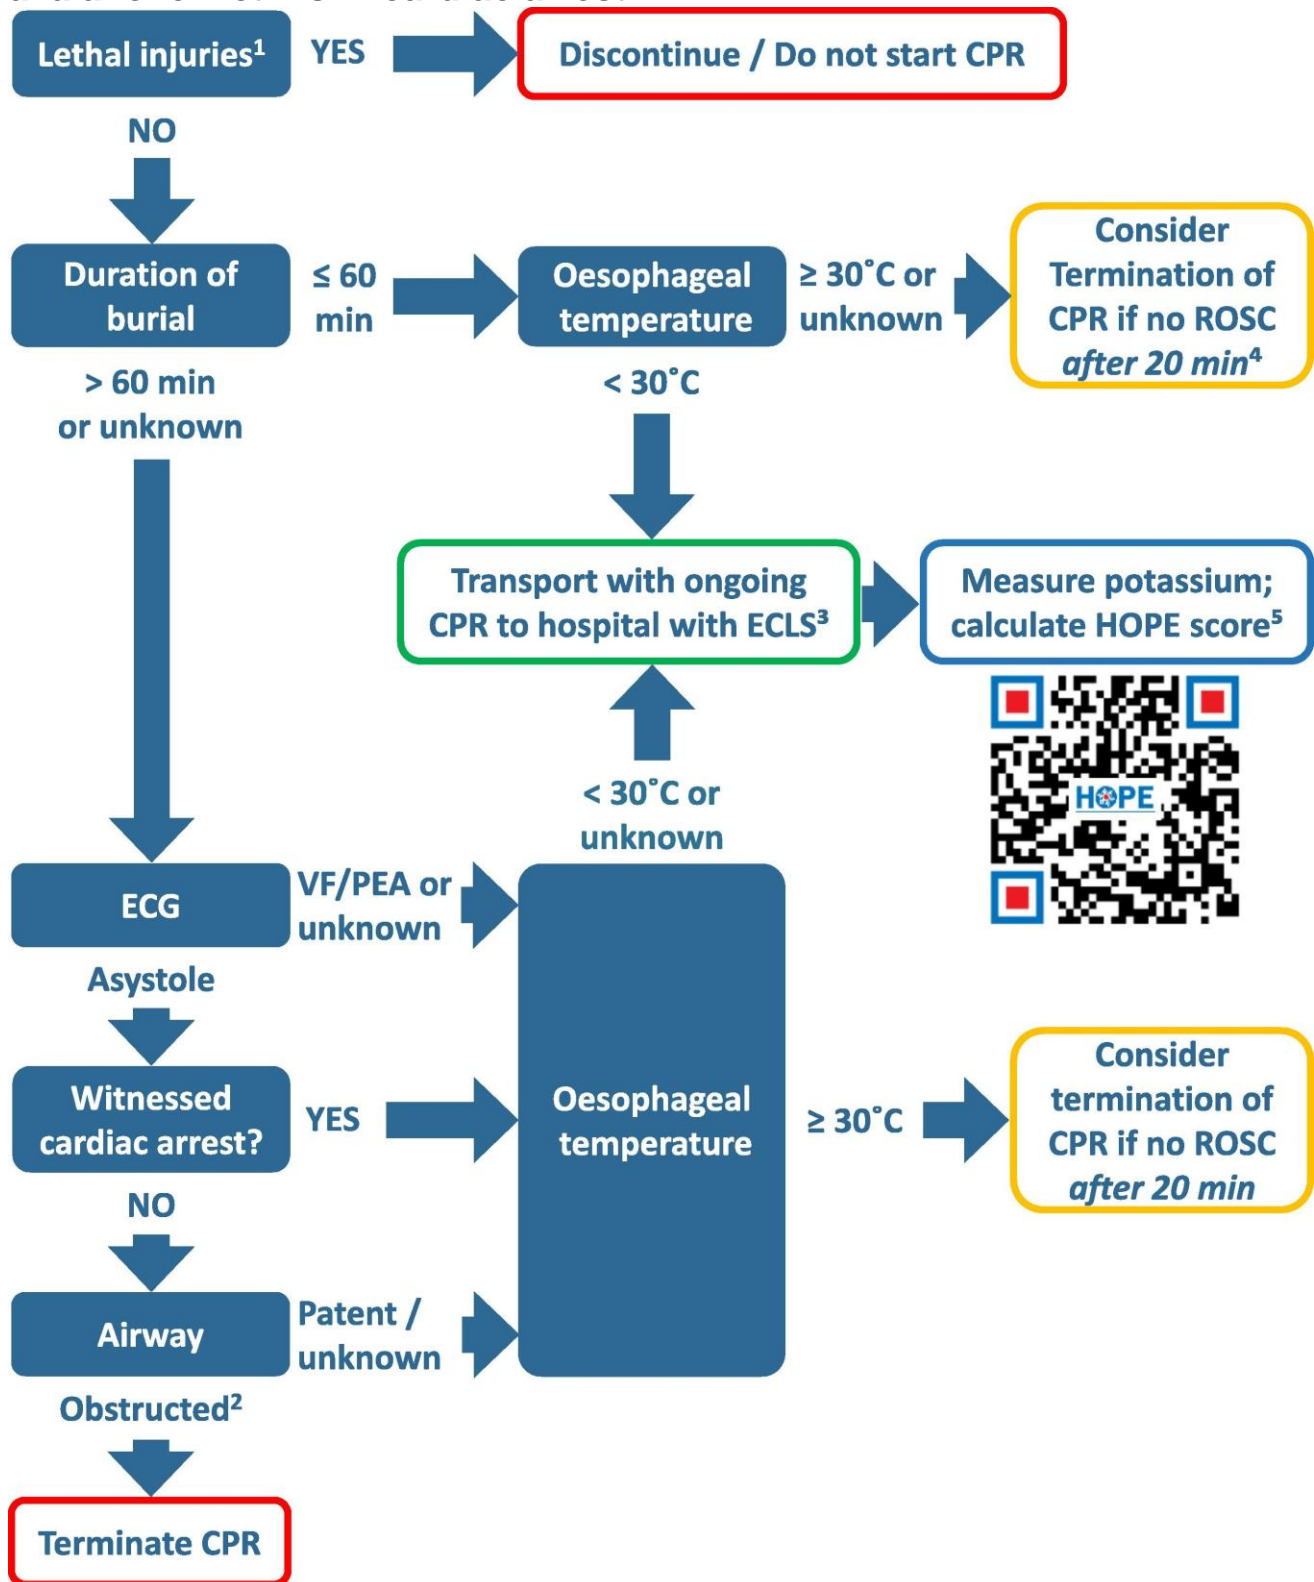 Lethal injuries¹
YES
Discontinue / Do not start CPR
NO
Duration of
burial
≤ 60
min
Oesophageal
temperature
≥ 30˚C or
unknown
Consider
Termination of
CPR if no ROSC
after 20 min⁴
> 60 min
or unknown
< 30˚C
Transport with ongoing
CPR to hospital with ECLS³
Measure potassium;
calculate HOPE score⁵
HOPE
< 30˚C or
unknown
ECG
VF/PEA or
unknown
Asystole
Witnessed
cardiac arrest?
YES
Oesophageal
temperature
≥ 30˚C
Consider
termination of
CPR if no ROSC
after 20 min
NO
Airway
Patent /
unknown
Obstructed²
Terminate CPR